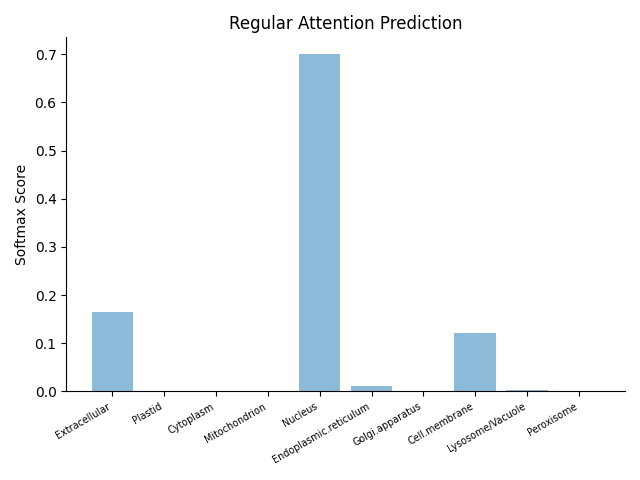 Regular Attention Prediction
Softmax Score
0.7
0.6
0.5
0.4
0.3
0.2
0.1
0.0
Extracellular
Plastid
Cytoplasm
Mitochondrion
Nucleus
Endoplasmic.reticulum
Golgi.apparatus
Cell.membrane
Lysosome/Vacuole
Peroxisome